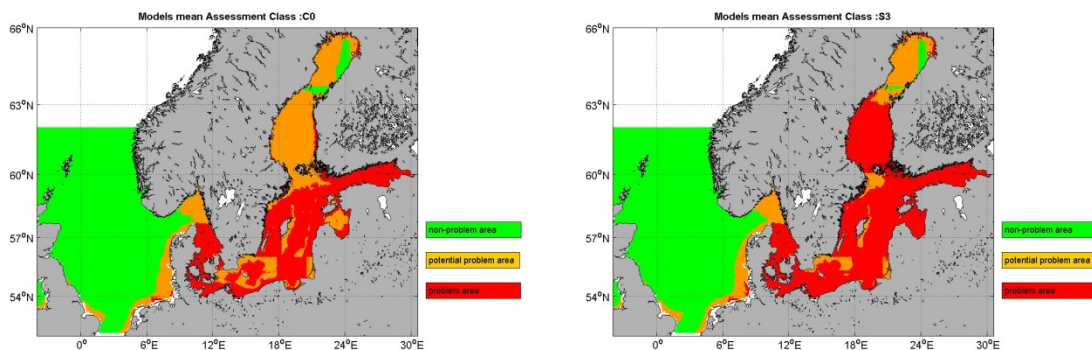 Models mean Assessment Class :C0
66°N
63°N
60°N
57°N
54°N
0°
6°E
12°E
18°E
24°E
30°E
non-problem area
potential problem area
problem area
Models mean Assessment Class :S3
66°N
63°N
60°N
57°N
54°N
0°
6°E
12°E
18°E
24°E
30°E
non-problem area
potential problem area
problem area